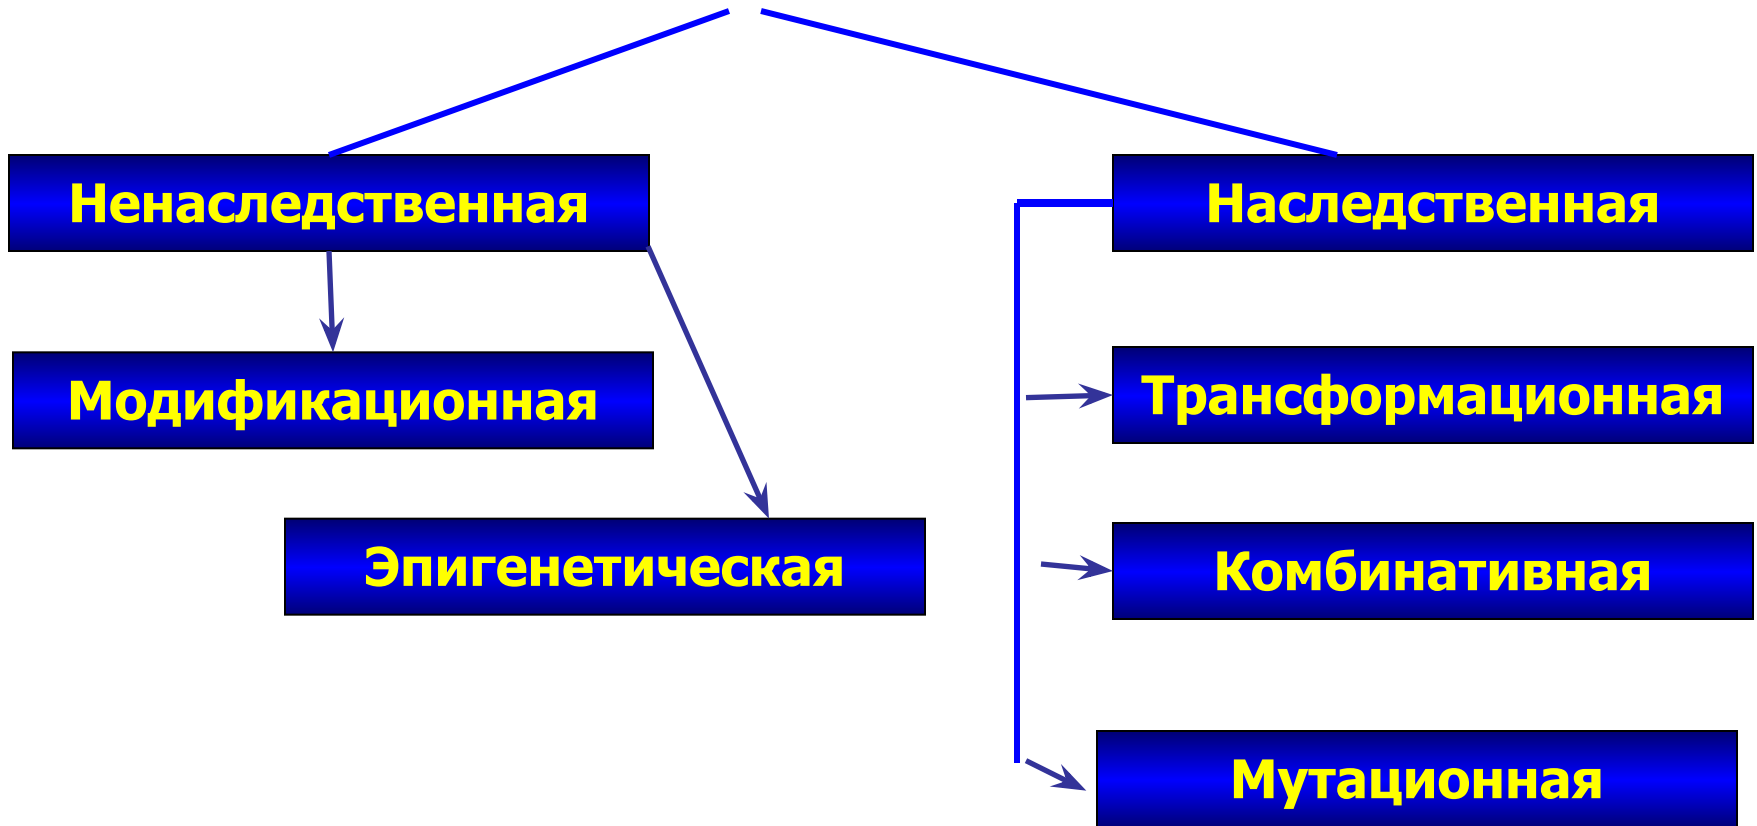 Ненаследственная
Наследственная
Модификационная
Трансформационная
Эпигенетическая
Комбинативная
Мутационная